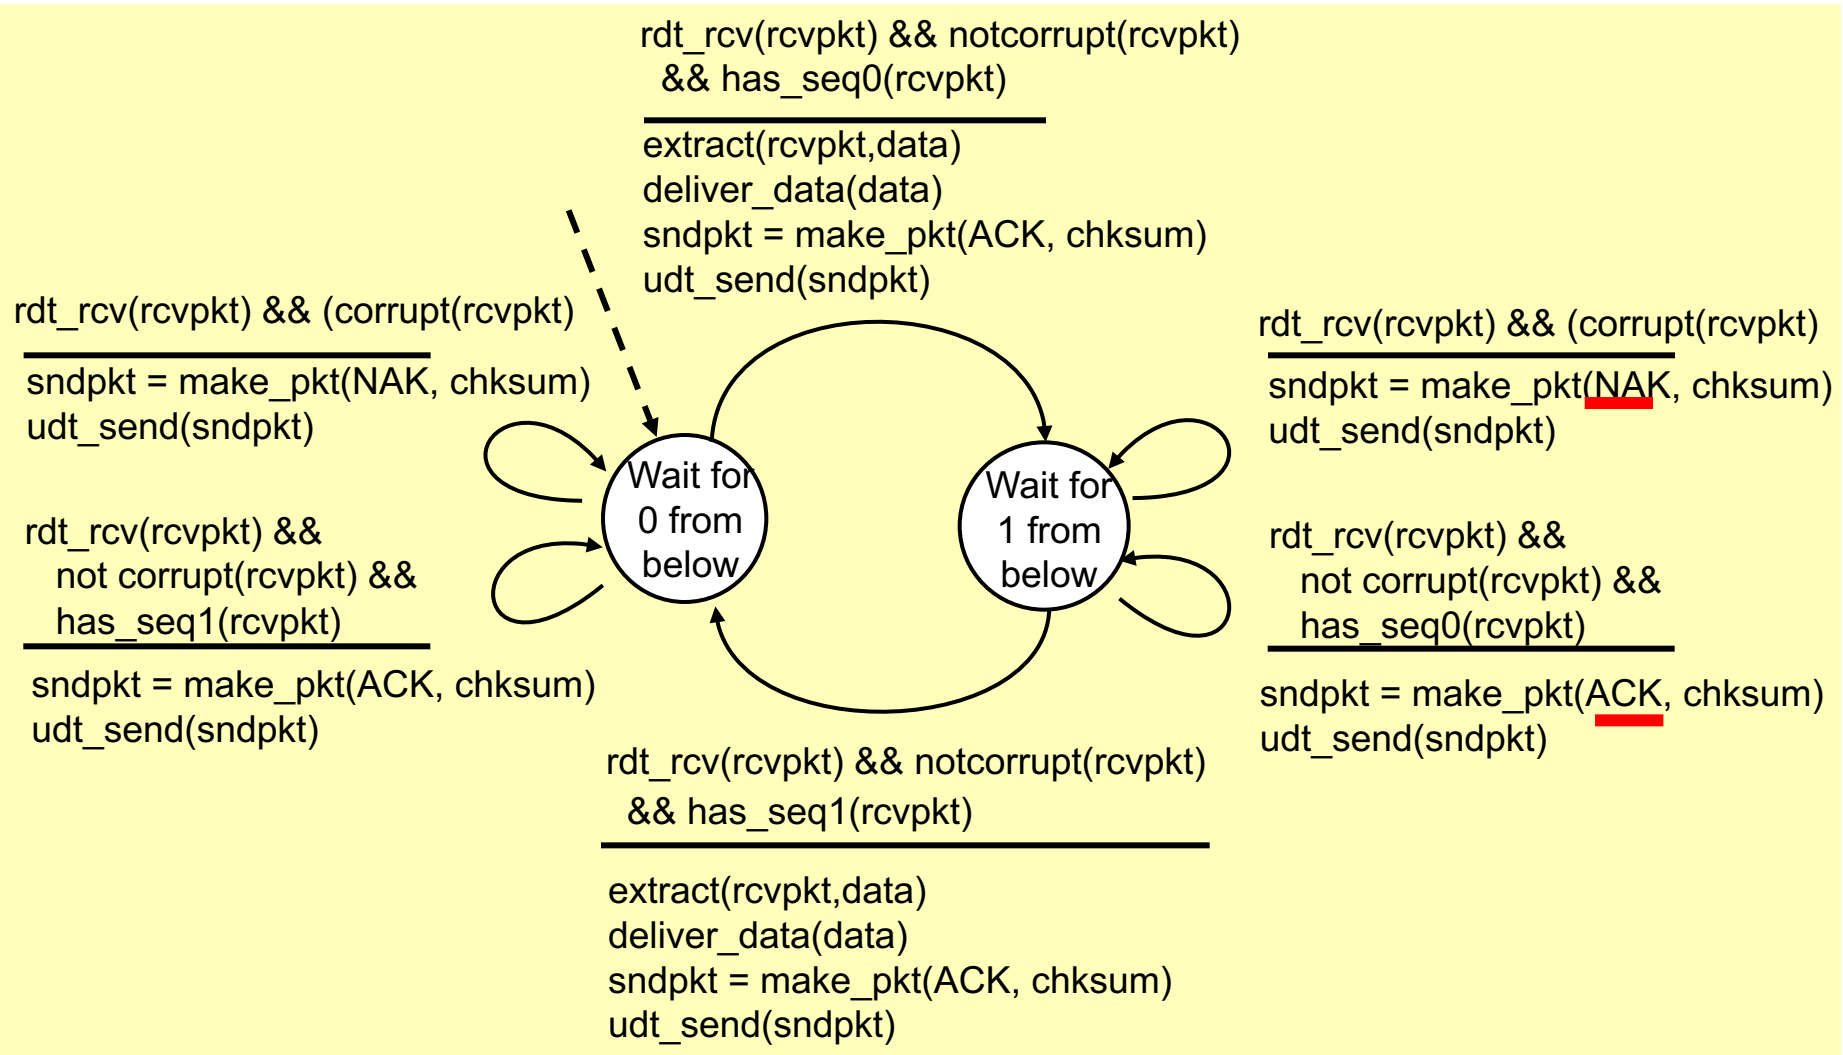 rdt_rcv(rcvpkt) && notcorrupt(rcvpkt)
&& has_seq0(rcvpkt)
extract(rcvpkt,data)
deliver_data(data)
sndpkt = make_pkt(ACK, chksum)
udt_send(sndpkt)
rdt_rcv(rcvpkt) && (corrupt(rcvpkt)
sndpkt = make_pkt(NAK, chksum)
udt_send(sndpkt)
rdt_rcv(rcvpkt) &&
not corrupt(rcvpkt) &&
has_seq1(rcvpkt)
sndpkt = make_pkt(ACK, chksum)
udt_send(sndpkt)
Wait for
0 from
below
Wait for
1 from
below
rdt_rcv(rcvpkt) && (corrupt(rcvpkt)
sndpkt = make_pkt(NAK, chksum)
udt_send(sndpkt)
rdt_rcv(rcvpkt) &&
not corrupt(rcvpkt) &&
has_seq0(rcvpkt)
sndpkt = make_pkt(ACK, chksum)
udt_send(sndpkt)
rdt_rcv(rcvpkt) && notcorrupt(rcvpkt)
&& has_seq1(rcvpkt)
extract(rcvpkt,data)
deliver_data(data)
sndpkt = make_pkt(ACK, chksum)
udt_send(sndpkt)